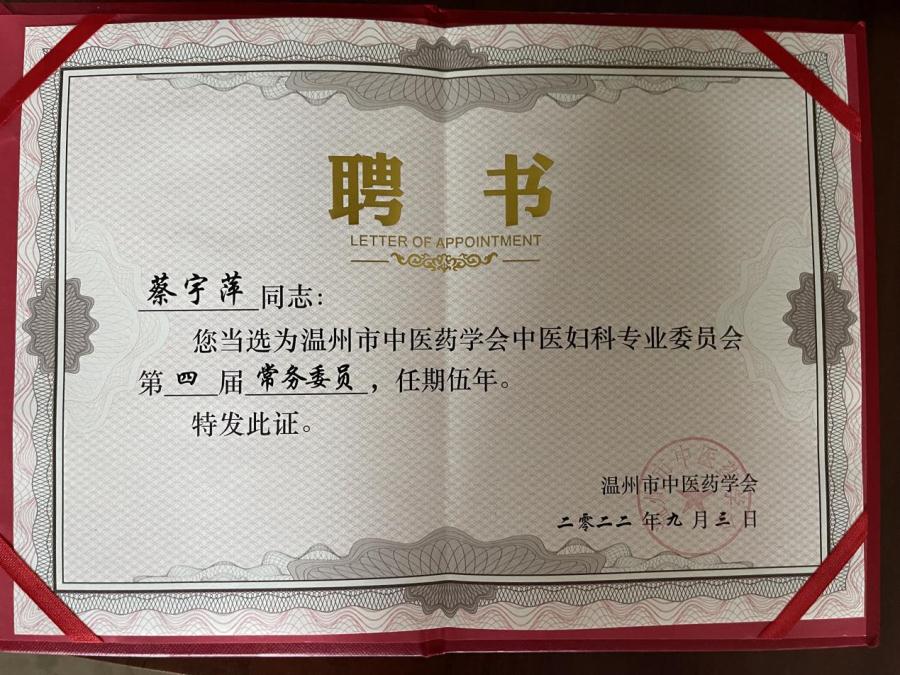 聘书
LETTER OF APPOINTMENT
蔡宇萍同志:
您当选为温州市中医药学会中医妇科专业委员会
第四届常务委员,任期伍年。
特发此证。
温州市中医药学会
二零二二年九月三日